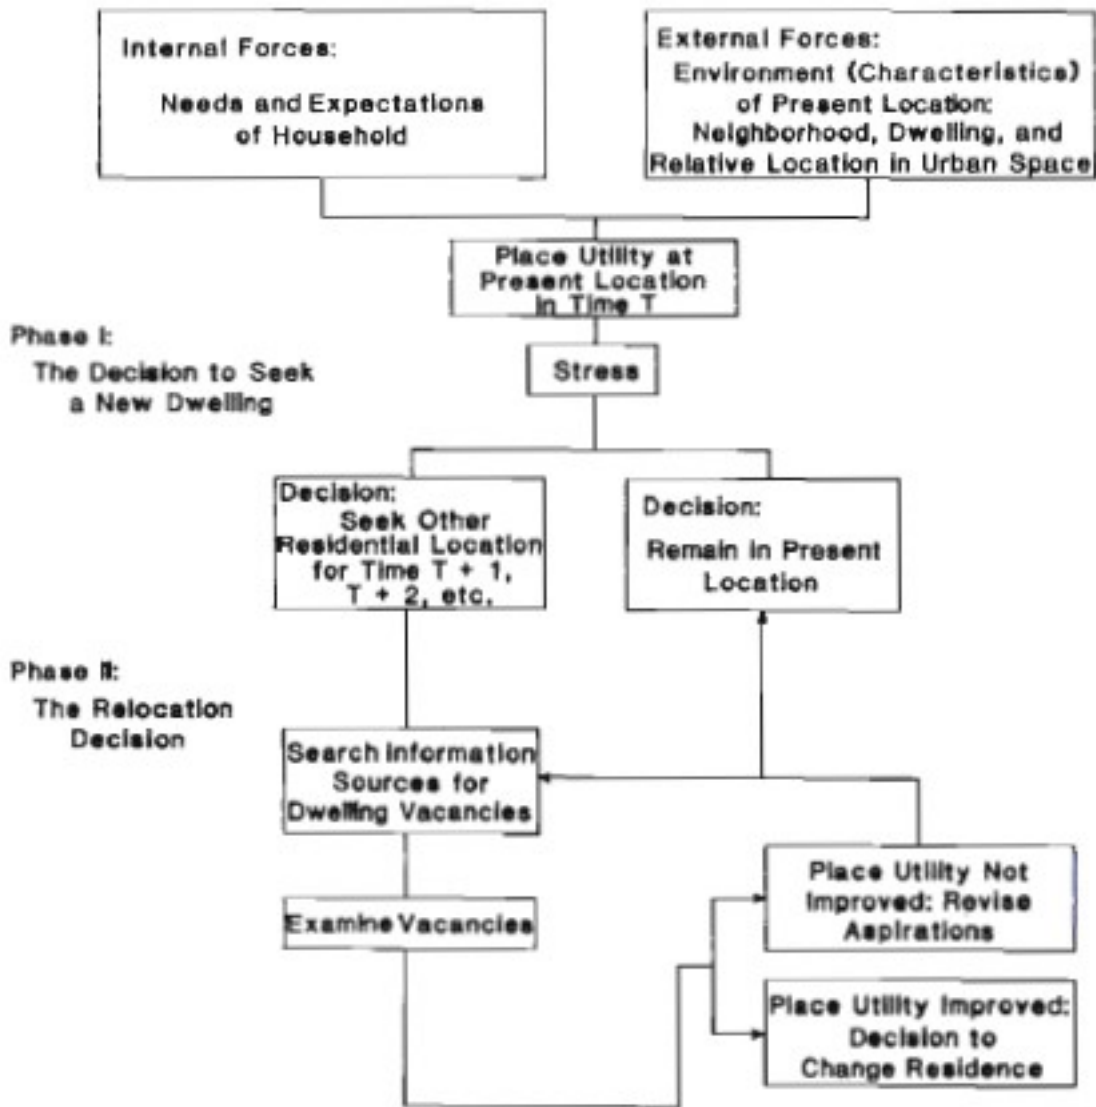 Internal Forces:
Needs and Expectations
of Household
External Forces:
Environment (Characteristics)
of Present Location:
Neighborhood, Dwelling, and
Relative Location in Urban Space
Place Utility at
Present Location
in Time T
Phase I:
The Decision to Seek
a New Dwelling
Stress
Decision:
Seek Other
Residential Location
for Time T + 1,
T + 2, etc.
Decision:
Remain in Present
Location
Phase II:
The Relocation
Decision
Search Information
Sources for
Dwelling Vacancies
Examine Vacancies
Place Utility Not
Improved: Revise
Aspirations
Place Utility Improved:
Decision to
Change Residence